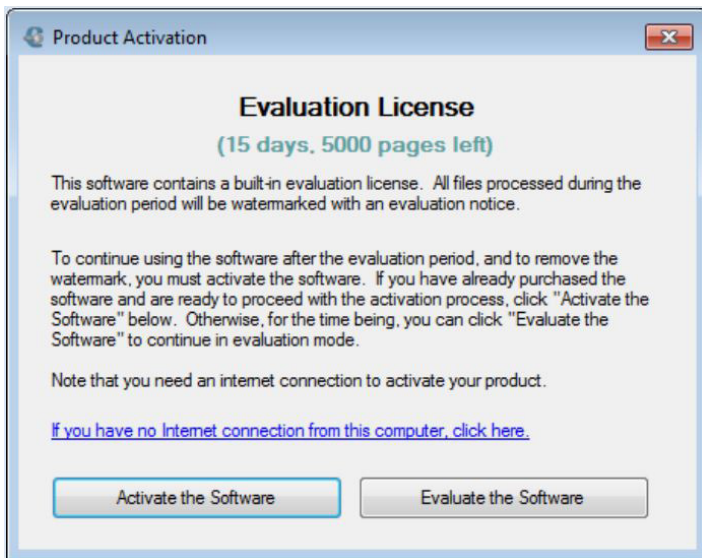 Product Activation
Evaluation License
(15 days, 5000 pages left)
This software contains a built-in evaluation license.  All files processed during the
evaluation period will be watermarked with an evaluation notice.
To continue using the software after the evaluation period, and to remove the
watermark, you must activate the software.  If you have already purchased the
software and are ready to proceed with the activation process, click "Activate the
Software" below.  Otherwise, for the time being, you can click "Evaluate the
Software" to continue in evaluation mode.
Note that you need an internet connection to activate your product.
If you have no Internet connection from this computer, click here.
Activate the Software
Evaluate the Software